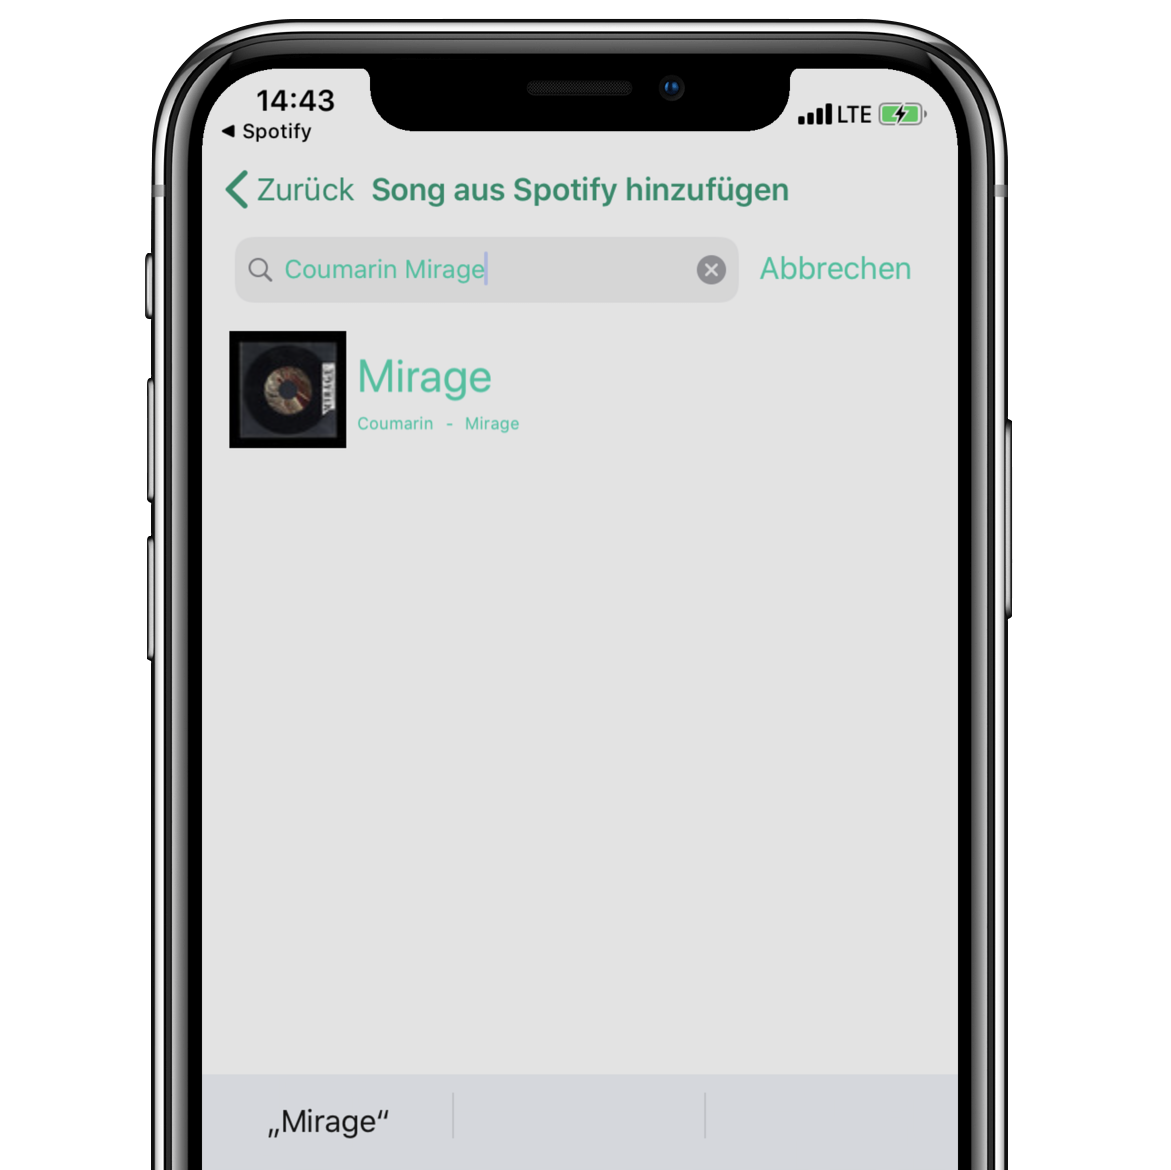 14:43
◀ Spotify
LTE
Zurück Song aus Spotify hinzufügen
Coumarin Mirage
Abbrechen
MIRAGE
Mirage
Coumarin - Mirage
„Mirage“